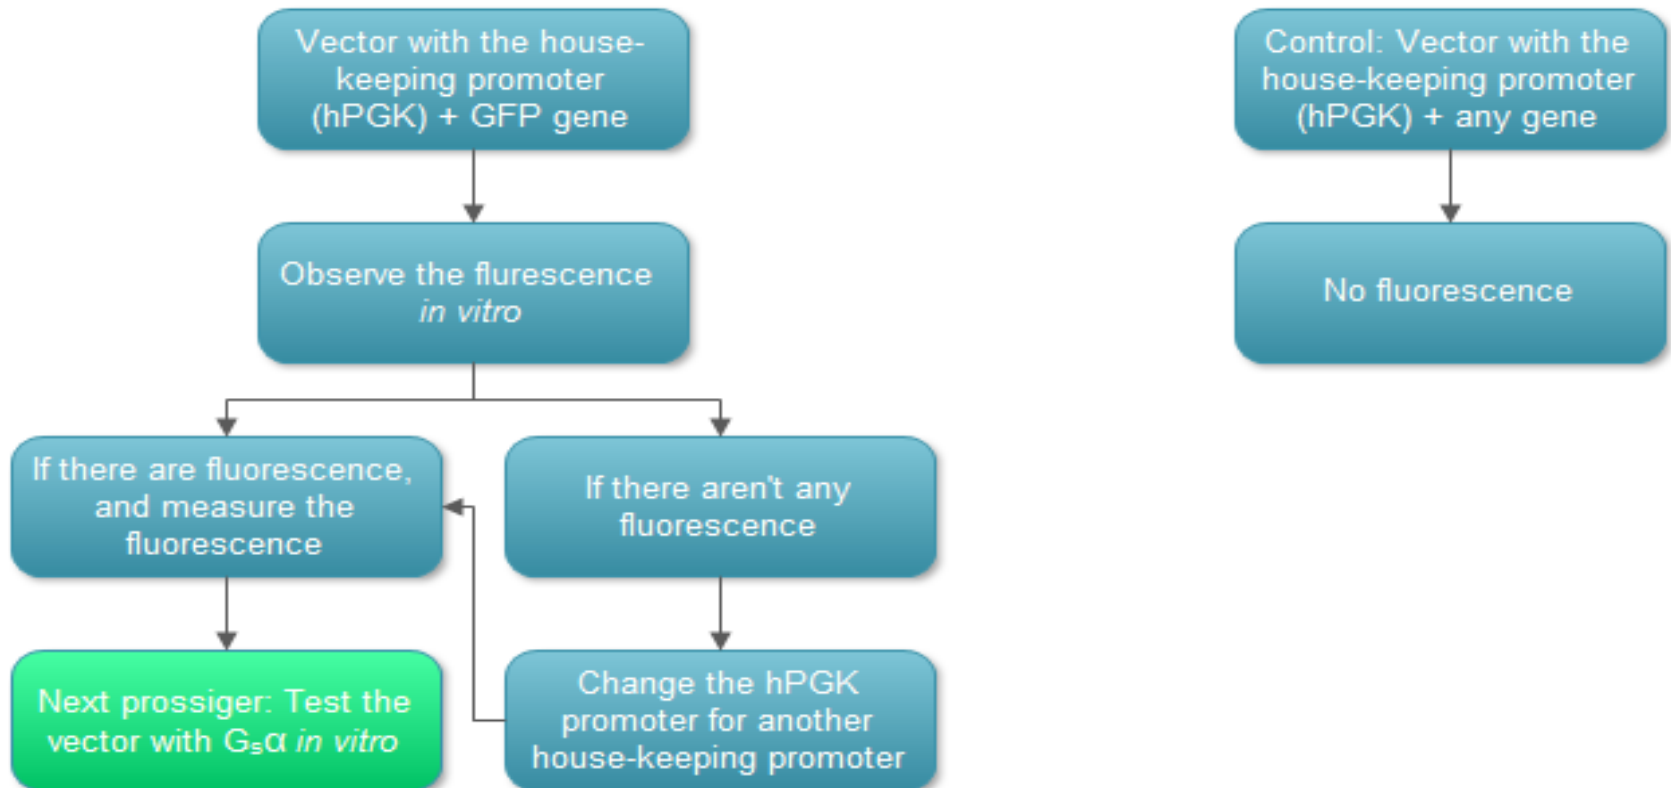 Vector with the house-
keeping promoter
(hPGK) + GFP gene
Control: Vector with the
house-keeping promoter
(hPGK) + any gene
Observe the flurescence
in vitro
No fluorescence
If there are fluorescence,
and measure the
fluorescence
If there aren't any
fluorescence
Next prossiger: Test the
vector with Gₛα in vitro
Change the hPGK
promoter for another
house-keeping promoter